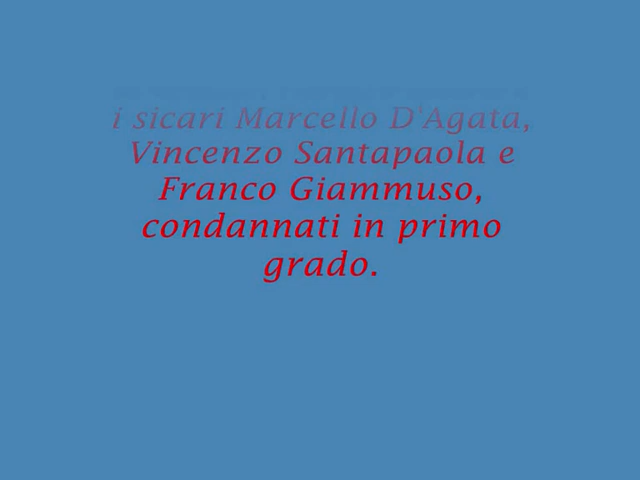 i sicari Marcello D'Agata,
Vincenzo Santapaola e
Franco Giammuso,
condannati in primo
grado.